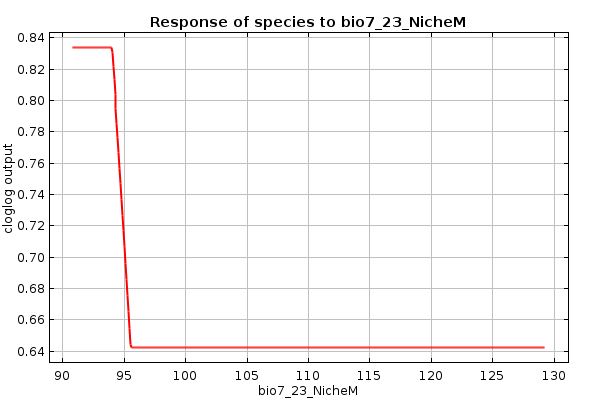 Response of species to bio7_23_NicheM
cloglog output
0.84
0.82
0.80
0.78
0.76
0.74
0.72
0.70
0.68
0.66
0.64
90 95 100 105 110 115 120 125 130
bio7_23_NicheM